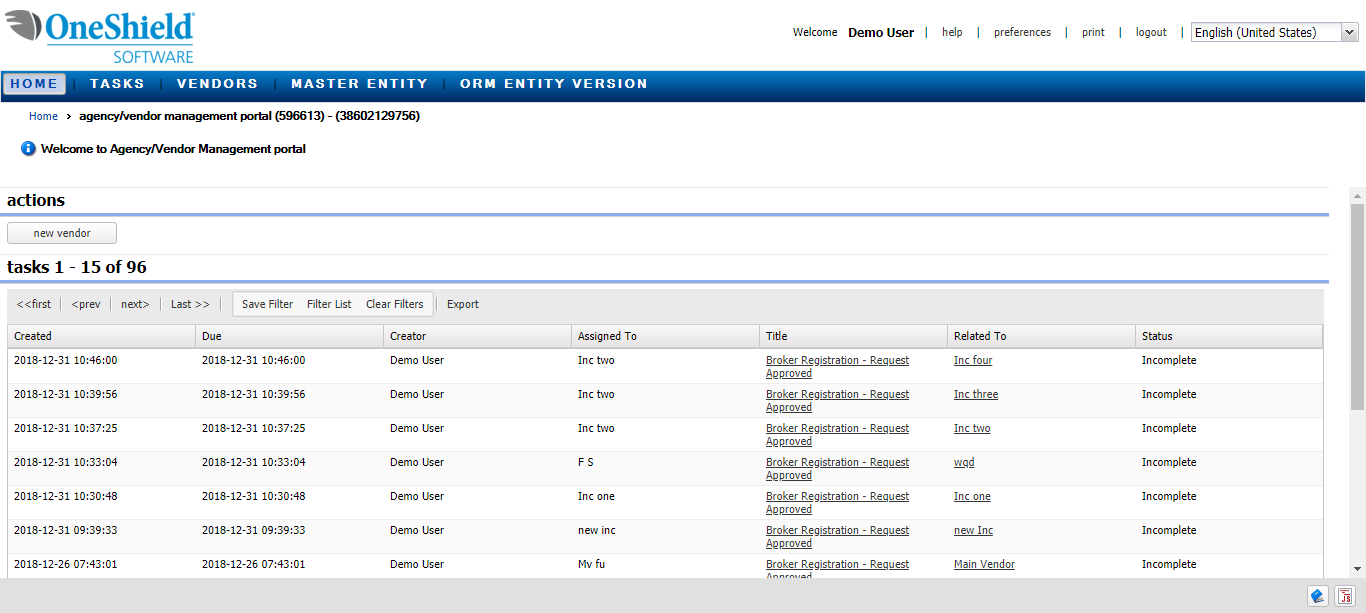 OneShield
SOFTWARE
Welcome Demo User | help | preferences | print | logout | English (United States)
HOME | TASKS | VENDORS | MASTER ENTITY | ORM ENTITY VERSION
Home > agency/vendor management portal (596613) - (38602129756)
Welcome to Agency/Vendor Management portal
actions
new vendor
tasks 1 - 15 of 96
<<first <prev next> Last >> Save Filter Filter List Clear Filters Export
Created Due Creator Assigned To Title Related To Status
2018-12-31 10:46:00 2018-12-31 10:46:00 Demo User Inc two Broker Registration - Request Inc four Incomplete
Approved
2018-12-31 10:39:56 2018-12-31 10:39:56 Demo User Inc two Broker Registration - Request Inc three Incomplete
Approved
2018-12-31 10:37:25 2018-12-31 10:37:25 Demo User Inc two Broker Registration - Request Inc two Incomplete
Approved
2018-12-31 10:33:04 2018-12-31 10:33:04 Demo User F S Broker Registration - Request wqd Incomplete
Approved
2018-12-31 10:30:48 2018-12-31 10:30:48 Demo User Inc one Broker Registration - Request Inc one Incomplete
Approved
2018-12-31 09:39:33 2018-12-31 09:39:33 Demo User new inc Broker Registration - Request new Inc Incomplete
Approved
2018-12-26 07:43:01 2018-12-26 07:43:01 Demo User Mv fu Broker Registration - Request Main Vendor Incomplete
Approved
JS